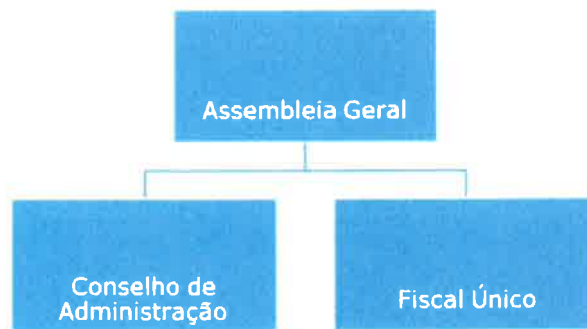 Assembleia Geral
Conselho de
Administração
Fiscal Único